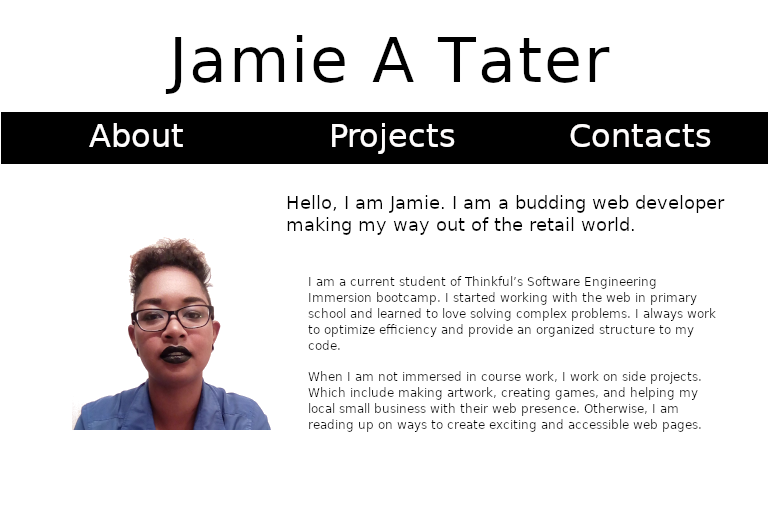 Jamie A Tater
About Projects Contacts
Hello, I am Jamie. I am a budding web developer
making my way out of the retail world.
I am a current student of Thinkful’s Software Engineering
Immersion bootcamp. I started working with the web in primary
school and learned to love solving complex problems. I always work
to optimize efficiency and provide an organized structure to my
code.
When I am not immersed in course work, I work on side projects.
Which include making artwork, creating games, and helping my
local small business with their web presence. Otherwise, I am
reading up on ways to create exciting and accessible web pages.